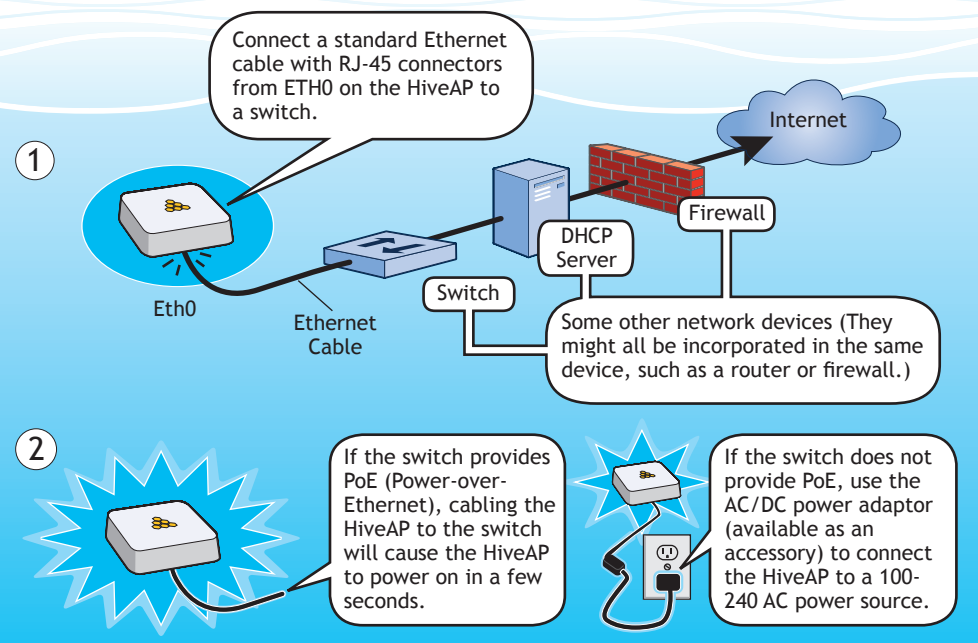 Connect a standard Ethernet
cable with RJ-45 connectors
from ETH0 on the HiveAP to
a switch.
Internet
1
Firewall
DHCP
Server
Switch
Eth0
Ethernet
Cable
Some other network devices (They
might all be incorporated in the same
device, such as a router or firewall.)
2
If the switch provides
PoE (Power-over-
Ethernet), cabling the
HiveAP to the switch
will cause the HiveAP
to power on in a few
seconds.
If the switch does not
provide PoE, use the
AC/DC power adaptor
(available as an
accessory) to connect
the HiveAP to a 100-
240 AC power source.